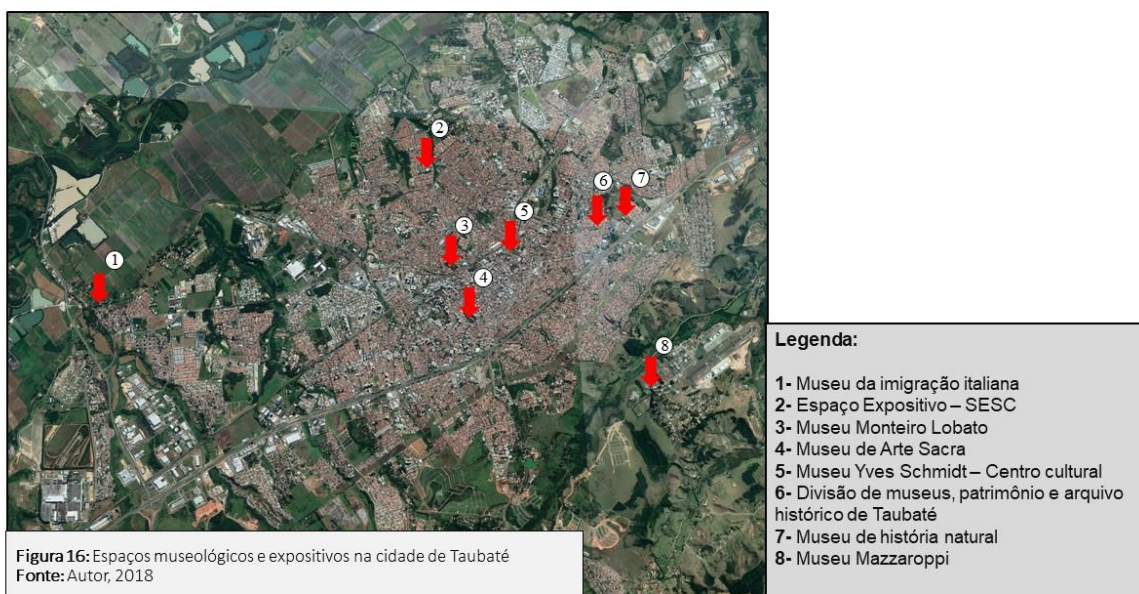 2
6
7
5
3
1
4
8
Legenda:
1- Museu da imigração italiana
2- Espaço Expositivo – SESC
3- Museu Monteiro Lobato
4- Museu de Arte Sacra
5- Museu Yves Schmidt – Centro cultural
6- Divisão de museus, patrimônio e arquivo
histórico de Taubaté
7- Museu de história natural
8- Museu Mazzaroppi
Figura 16: Espaços museológicos e expositivos na cidade de Taubaté
Fonte: Autor, 2018